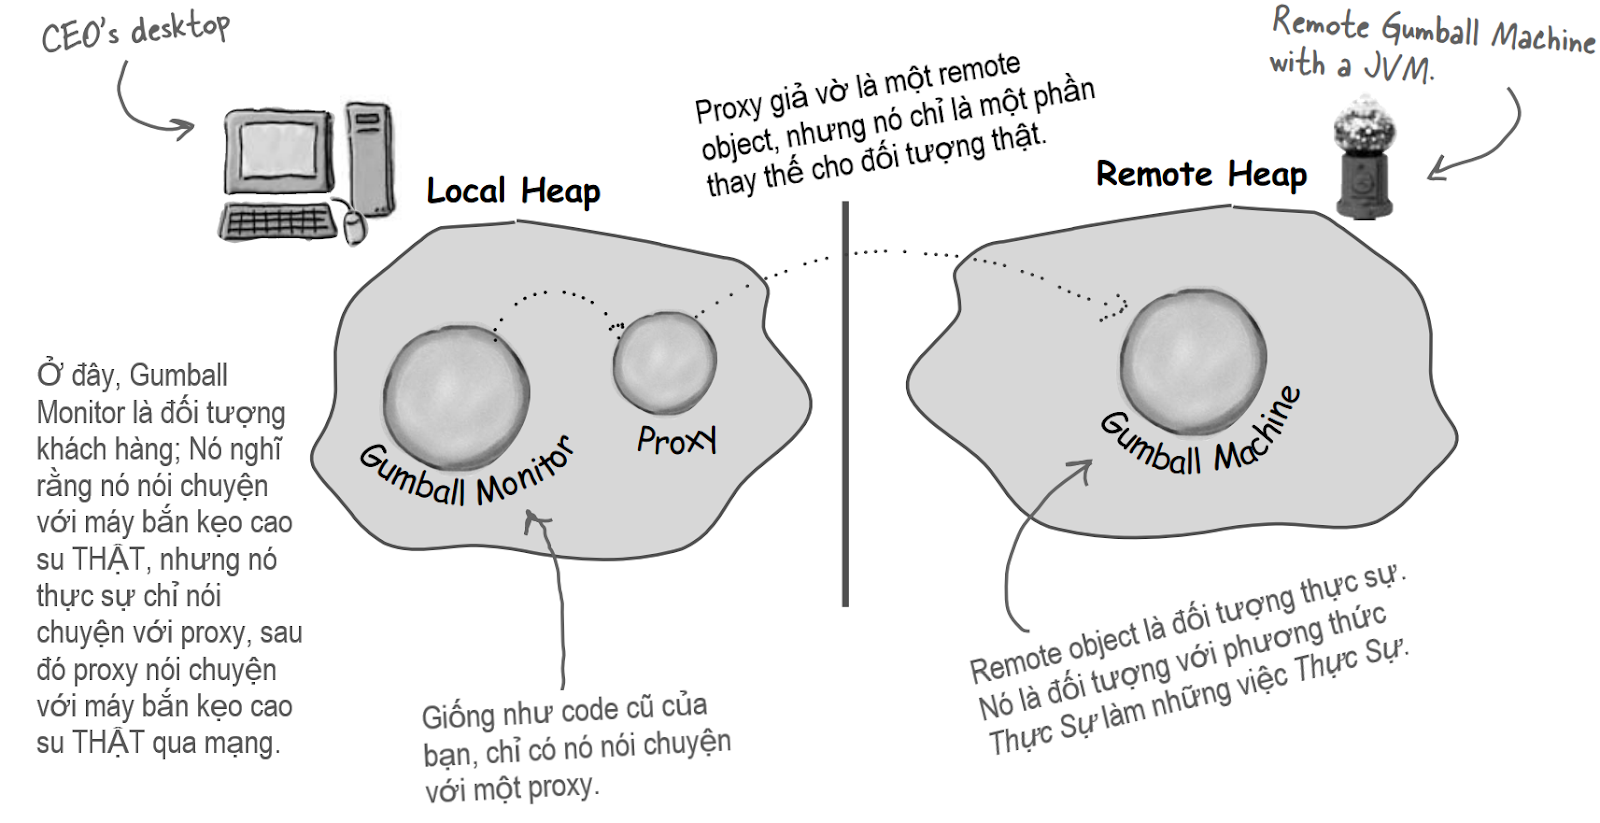 CEO's desktop
Remote Gumball Machine
with a JVM.
Proxy giả vờ là một remote
object, nhưng nó chỉ là một phần
thay thế cho đối tượng thật.
Local Heap
Remote Heap
Ở đây, Gumball
Monitor là đối tượng
khách hàng; Nó nghĩ
rằng nó nói chuyện
với máy bắn kẹo cao
su THẬT, nhưng nó
thực sự chỉ nói
chuyện với proxy, sau
đó proxy nói chuyện
với máy bắn kẹo cao
su THẬT qua mạng.
Gumball Monitor
Proxy
Gumball Machine
Giống như code cũ của
bạn, chỉ có nó nói chuyện
với một proxy.
Remote object là đối tượng thực sự.
Nó là đối tượng với phương thức
Thực Sự làm những việc Thực Sự.